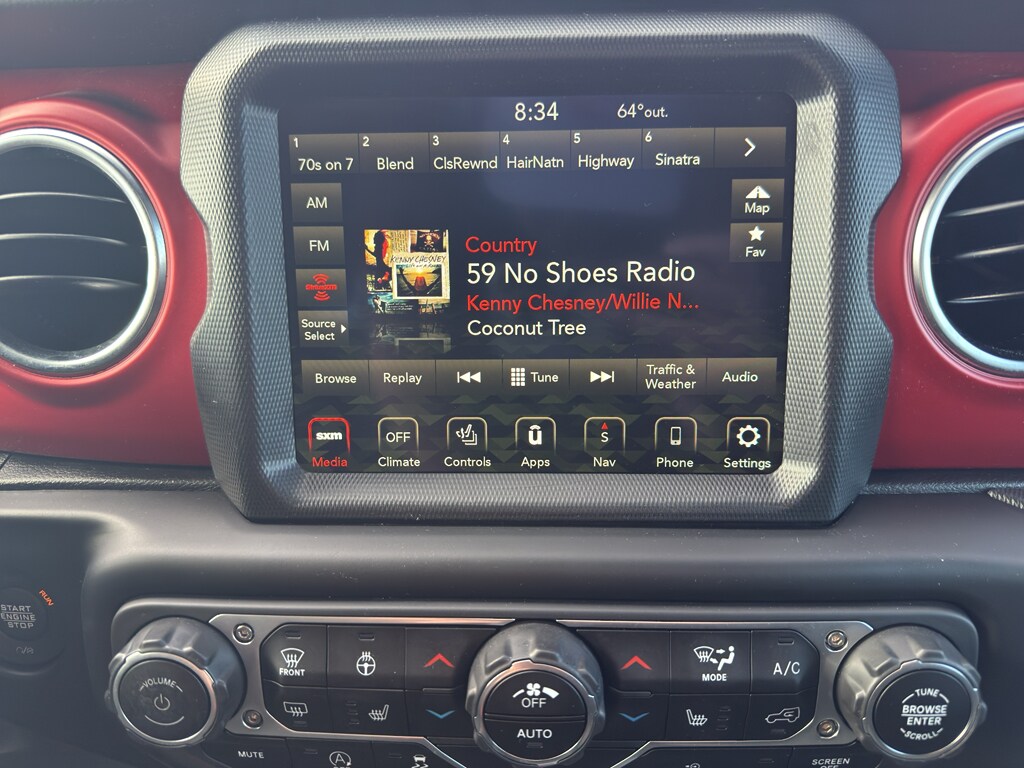 8:34 64°out.
1 2 3 4 5 6
70s on 7 Blend ClsRewnd HairNatn Highway Sinatra
AM
Map
FM
Fav
KENNY CHESNEY
Country
59 No Shoes Radio
Kenny Chesney/Willie N...
Coconut Tree
Source
Select
Browse Replay Tune Traffic &
Weather Audio
sxm OFF û S
Media Climate Controls Apps Nav Phone Settings
START
ENGINE
STOP
RUN
VOLUME
FRONT
OFF
AUTO
MODE
A/C
TUNE
BROWSE
ENTER
SCROLL
MUTE
A
SCREEN
OFF